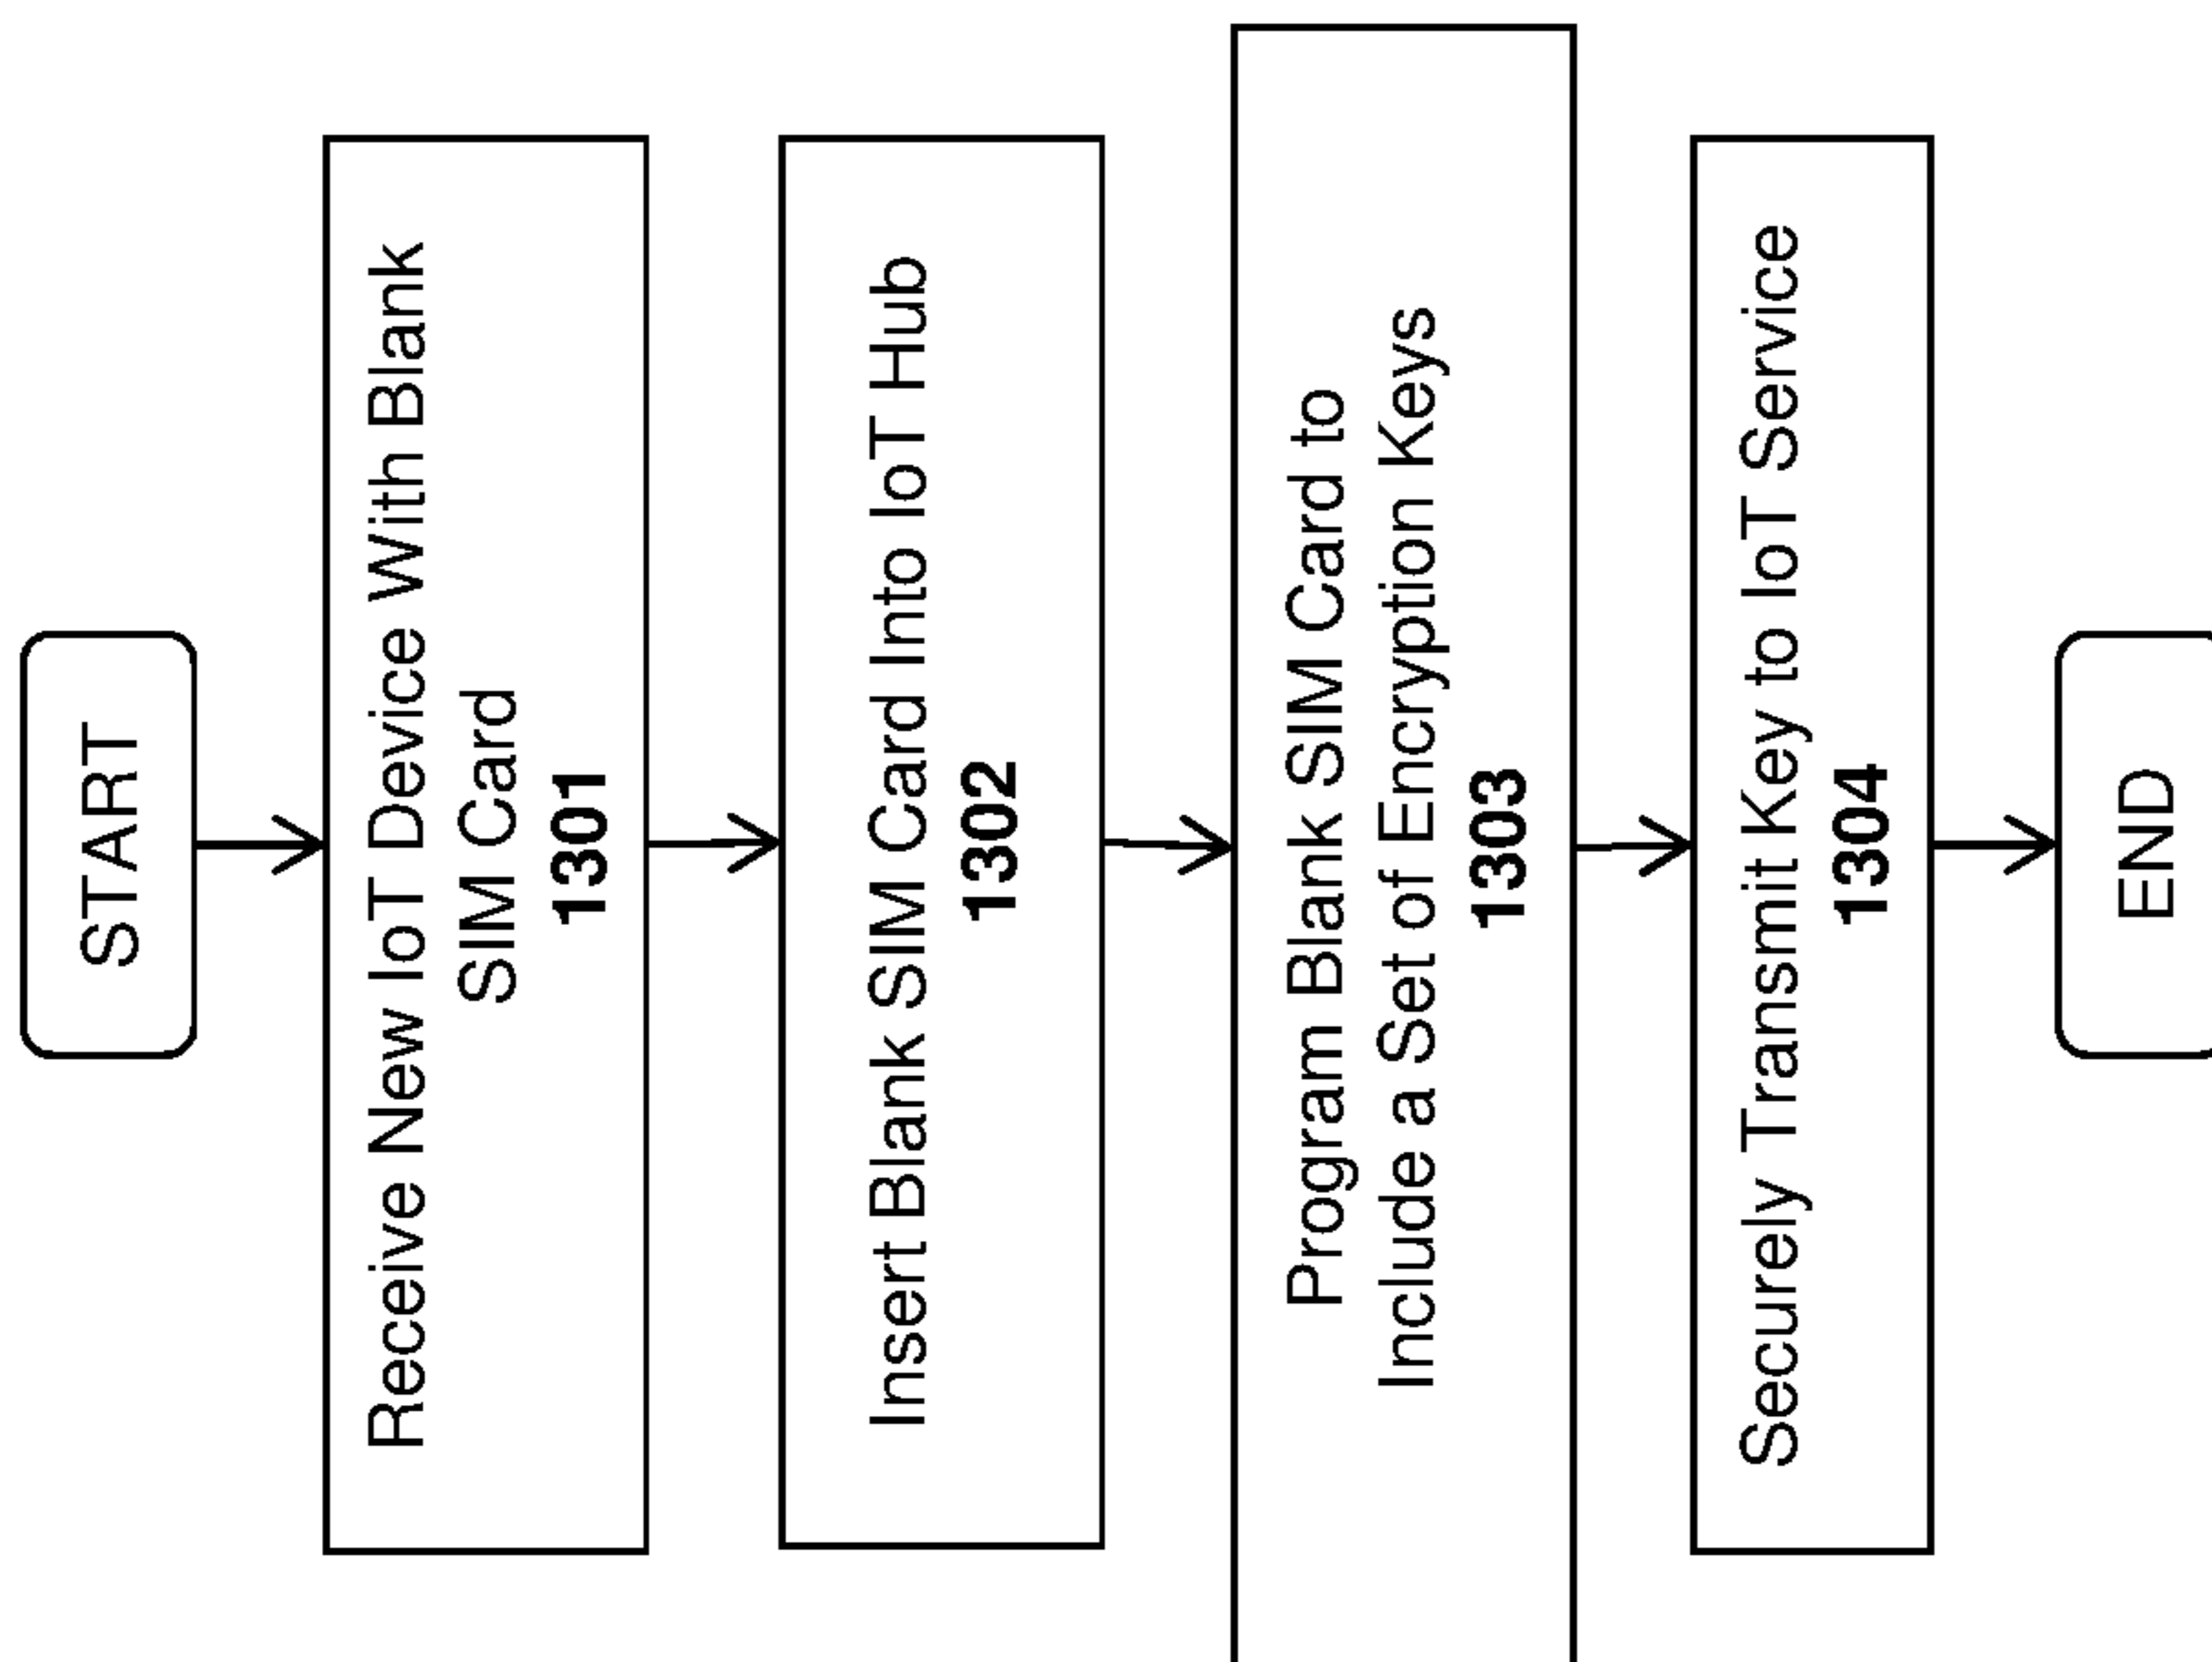 START
Receive New IoT Device With Blank
SIM Card
1301
Insert Blank SIM Card Into IoT Hub
1302
Program Blank SIM Card to
Include a Set of Encryption Keys
1303
Securely Transmit Key to IoT Service
1304
END